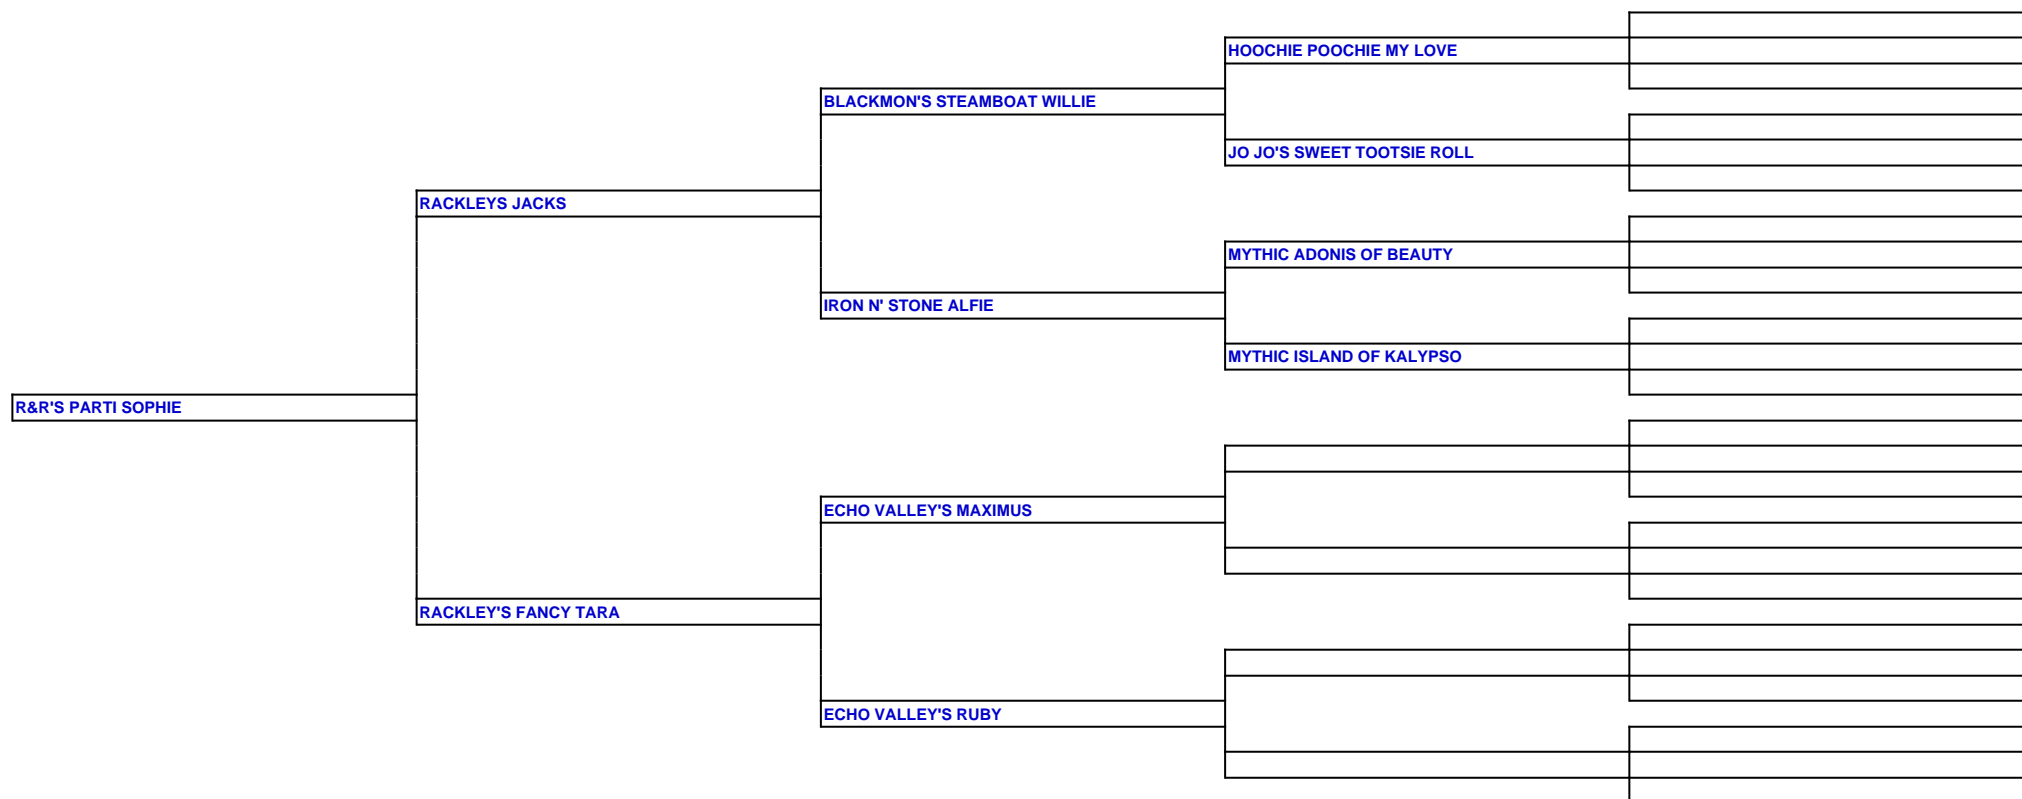 HOOCHIE POOCHIE MY LOVE
BLACKMON'S STEAMBOAT WILLIE
JO JO'S SWEET TOOTSIE ROLL
RACKLEYS JACKS
MYTHIC ADONIS OF BEAUTY
IRON N' STONE ALFIE
MYTHIC ISLAND OF KALYPSO
R&R'S PARTI SOPHIE
ECHO VALLEY'S MAXIMUS
RACKLEY'S FANCY TARA
ECHO VALLEY'S RUBY